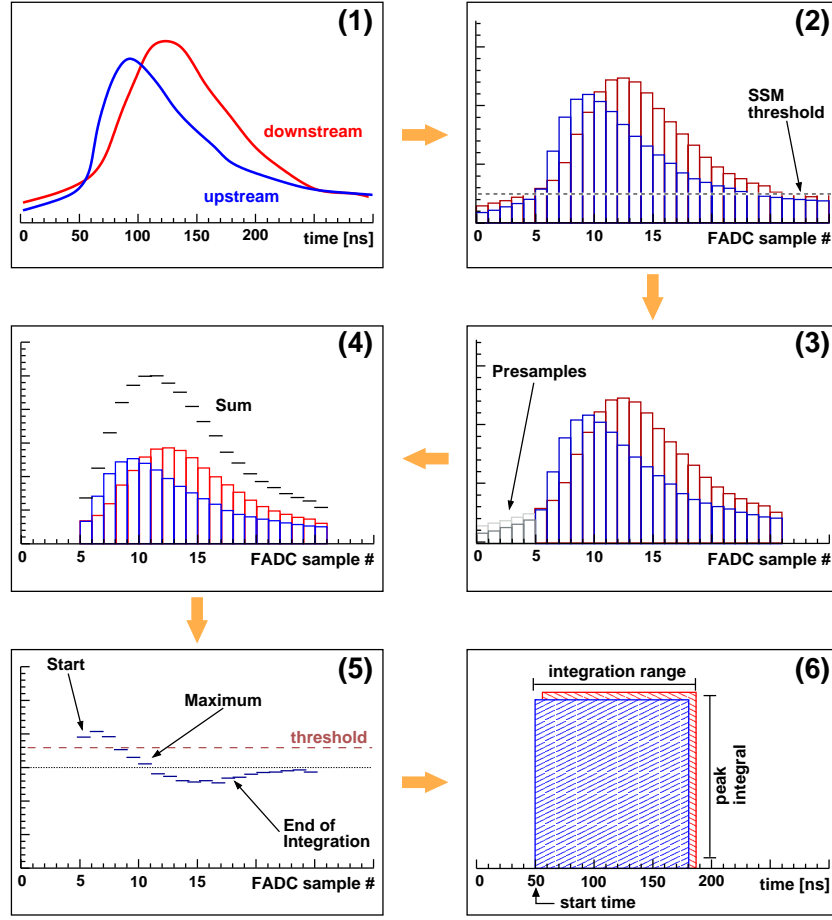 (1)
downstream
upstream
0
50
100
150
200
time [ns]
(2)
SSM
threshold
0
5
10
15
FADC sample #
(4)
Sum
0
5
10
15
FADC sample #
(3)
Presamples
0
5
10
15
FADC sample #
(5)
Start
Maximum
threshold
End of
Integration
0
5
10
15
FADC sample #
(6)
integration range
peak
integral
0
50
100
150
200
time [ns]
start time